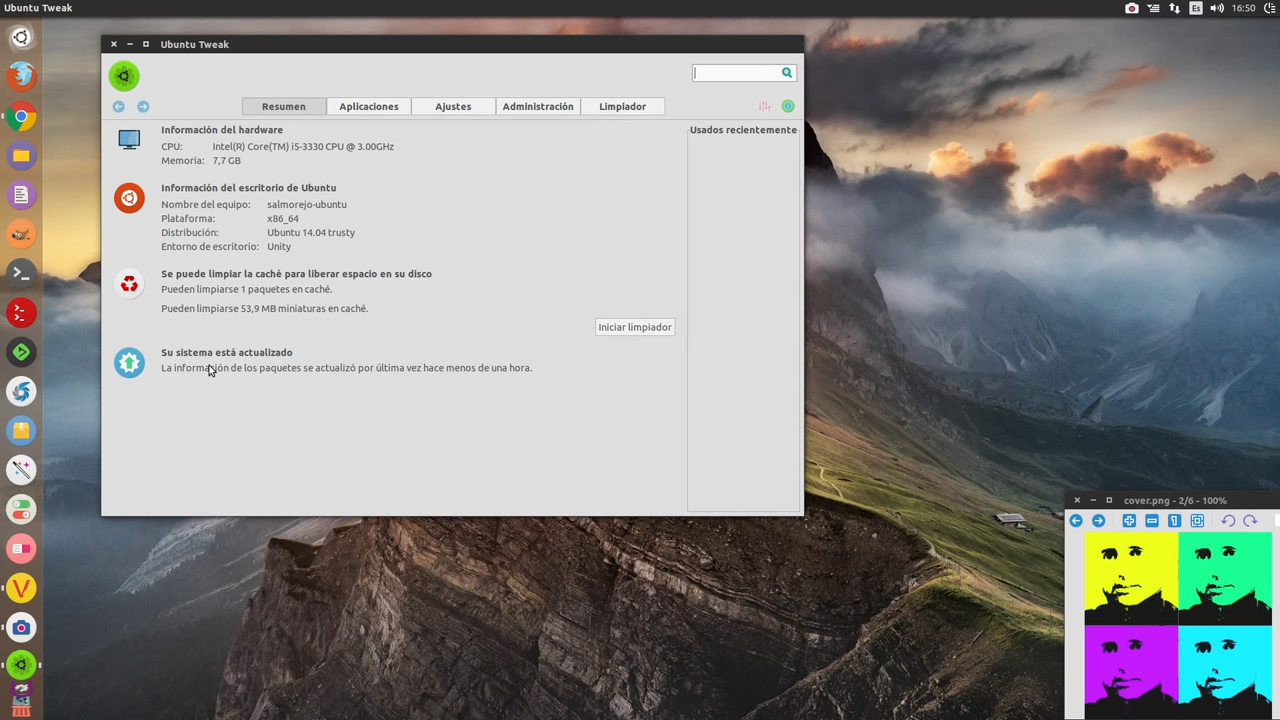 Ubuntu Tweak
Es
16:50
Ubuntu Tweak
Resumen
Aplicaciones
Ajustes
Administración
Limpiador
Información del hardware
CPU: Intel(R) Core(TM) i5-3330 CPU @ 3.00GHz
Memoria: 7,7 GB
Información del escritorio de Ubuntu
Nombre del equipo: salmorejo-ubuntu
Plataforma: x86_64
Distribución: Ubuntu 14.04 trusty
Entorno de escritorio: Unity
Se puede limpiar la caché para liberar espacio en su disco
Pueden limpiarse 1 paquetes en caché.
Pueden limpiarse 53,9 MB miniaturas en caché.
Iniciar limpiador
Su sistema está actualizado
La información de los paquetes se actualizó por última vez hace menos de una hora.
Usados recientemente
cover.png - 2/6 - 100%